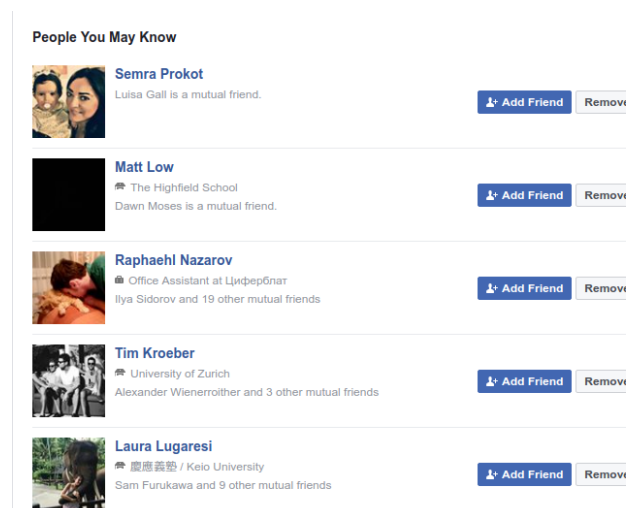 People You May Know
Semra Prokot
Luisa Gall is a mutual friend.
Add Friend
Remove
Matt Low
The Highfield School
Dawn Moses is a mutual friend.
Add Friend
Remove
Raphaehl Nazarov
Office Assistant at Циферблат
Ilya Sidorov and 19 other mutual friends
Add Friend
Remove
Tim Kroeber
University of Zurich
Alexander Wienerroither and 3 other mutual friends
Add Friend
Remove
Laura Lugaresi
慶應義塾 / Keio University
Sam Furukawa and 9 other mutual friends
Add Friend
Remove